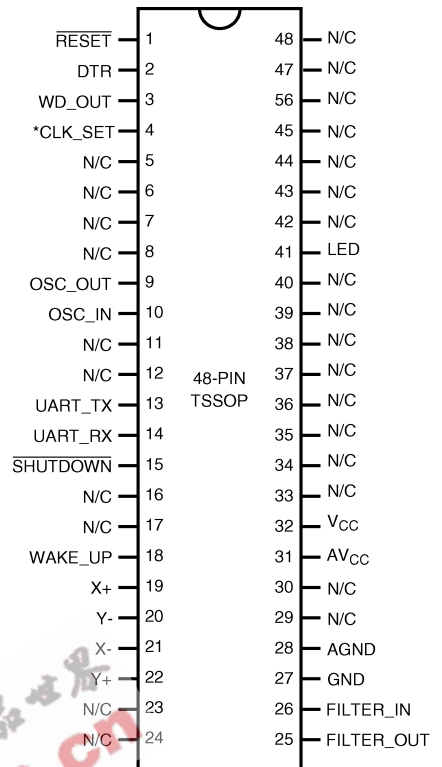 RESET 1 48 N/C
DTR 2 47 N/C
WD_OUT 3 56 N/C
*CLK_SET 4 45 N/C
N/C 5 44 N/C
N/C 6 43 N/C
N/C 7 42 N/C
N/C 8 41 LED
OSC_OUT 9 40 N/C
OSC_IN 10 39 N/C
N/C 11 38 N/C
N/C 12 37 N/C
48-PIN
TSSOP
UART_TX 13 36 N/C
UART_RX 14 35 N/C
SHUTDOWN 15 34 N/C
N/C 16 33 N/C
N/C 17 32 VCC
WAKE_UP 18 31 AVCC
X+ 19 30 N/C
Y- 20 29 N/C
X- 21 28 AGND
Y+ 22 27 GND
N/C 23 26 FILTER_IN
N/C 24 25 FILTER_OUT
.cn